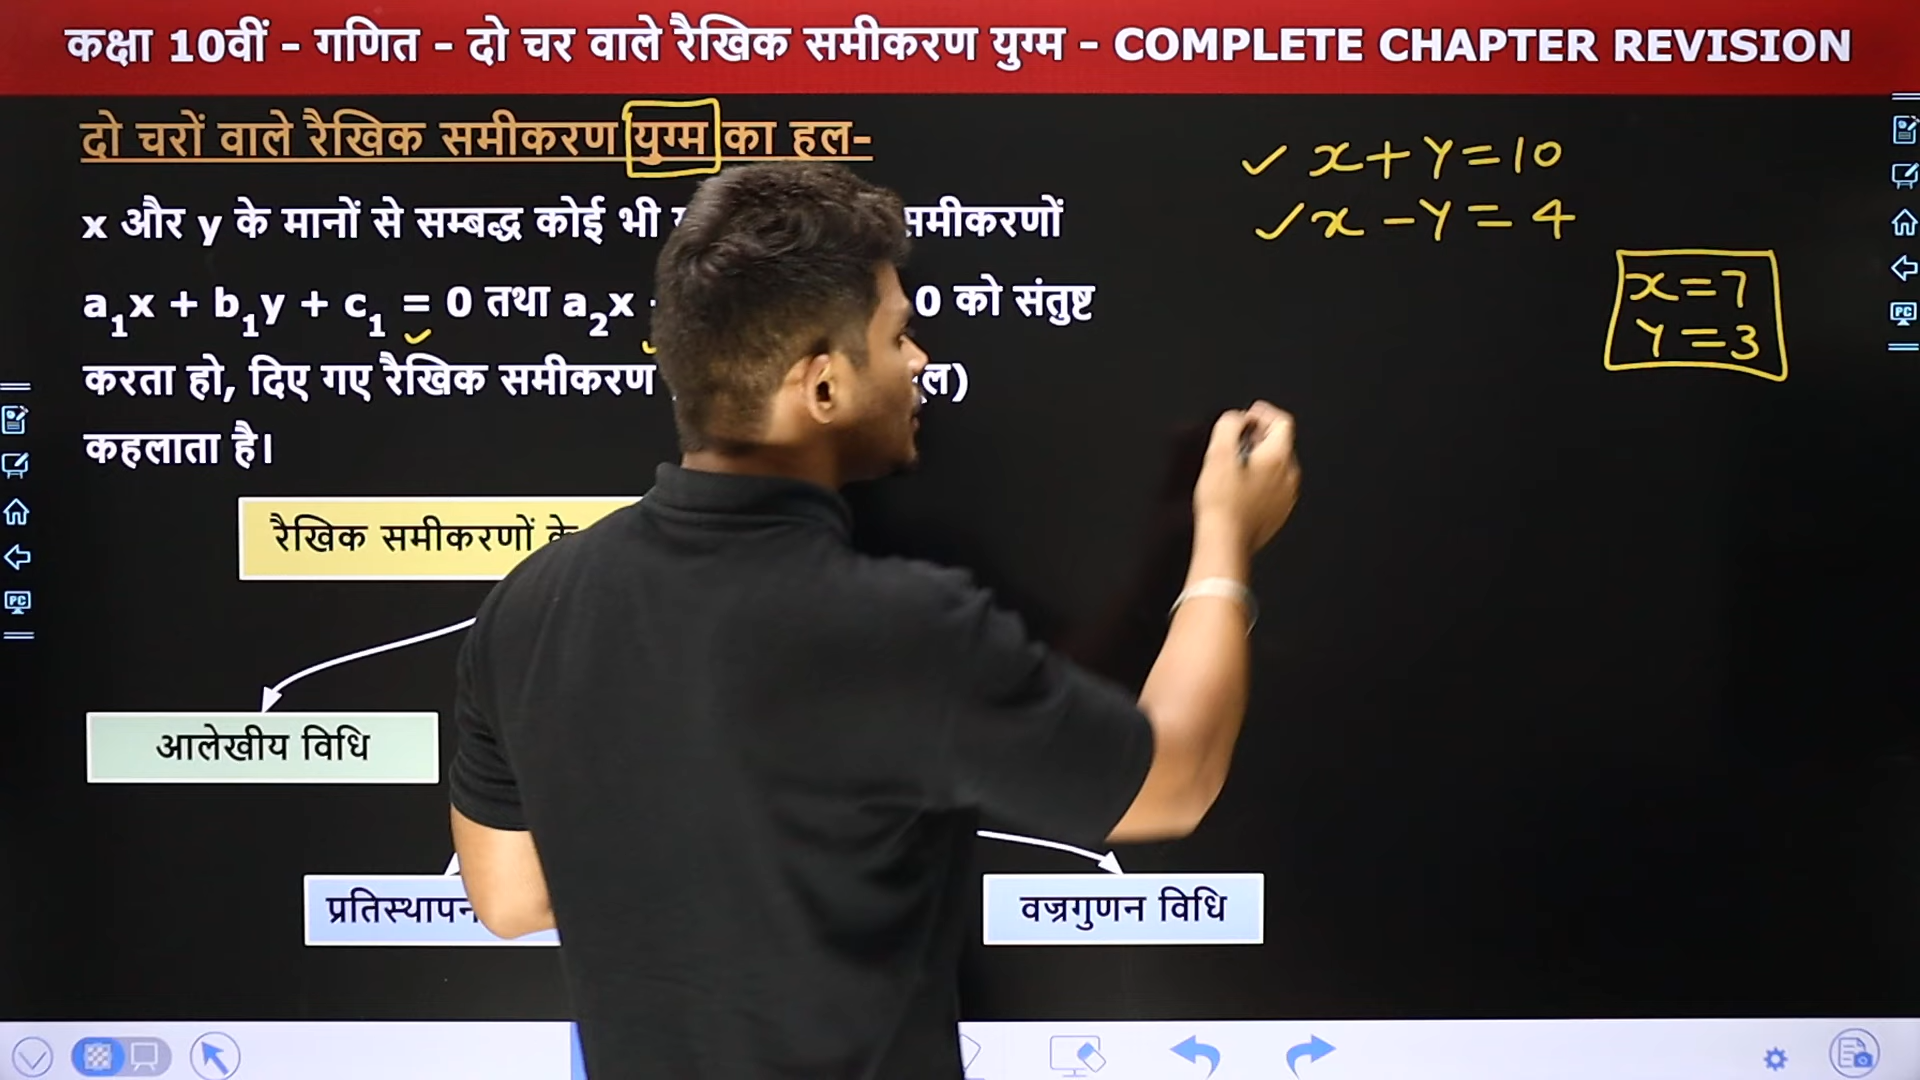 कक्षा 10वीं - गणित - दो चर वाले रैखिक समीकरण युग्म - COMPLETE CHAPTER REVISION
दो चरों वाले रैखिक समीकरण युग्म का हल-
x और y के मानों से सम्बद्ध कोई भी समीकरणों
a₁x + b₁y + c₁ = 0 तथा a₂x 0 को संतुष्ट
करता हो, दिए गए रैखिक समीकरण
कहलाता है।
✓ x+y=10
✓ x-y=4
x=7
y=3
रैखिक समीकरणों के
आलेखीय विधि
प्रतिस्थापन
वज्रगुणन विधि
PC
PC